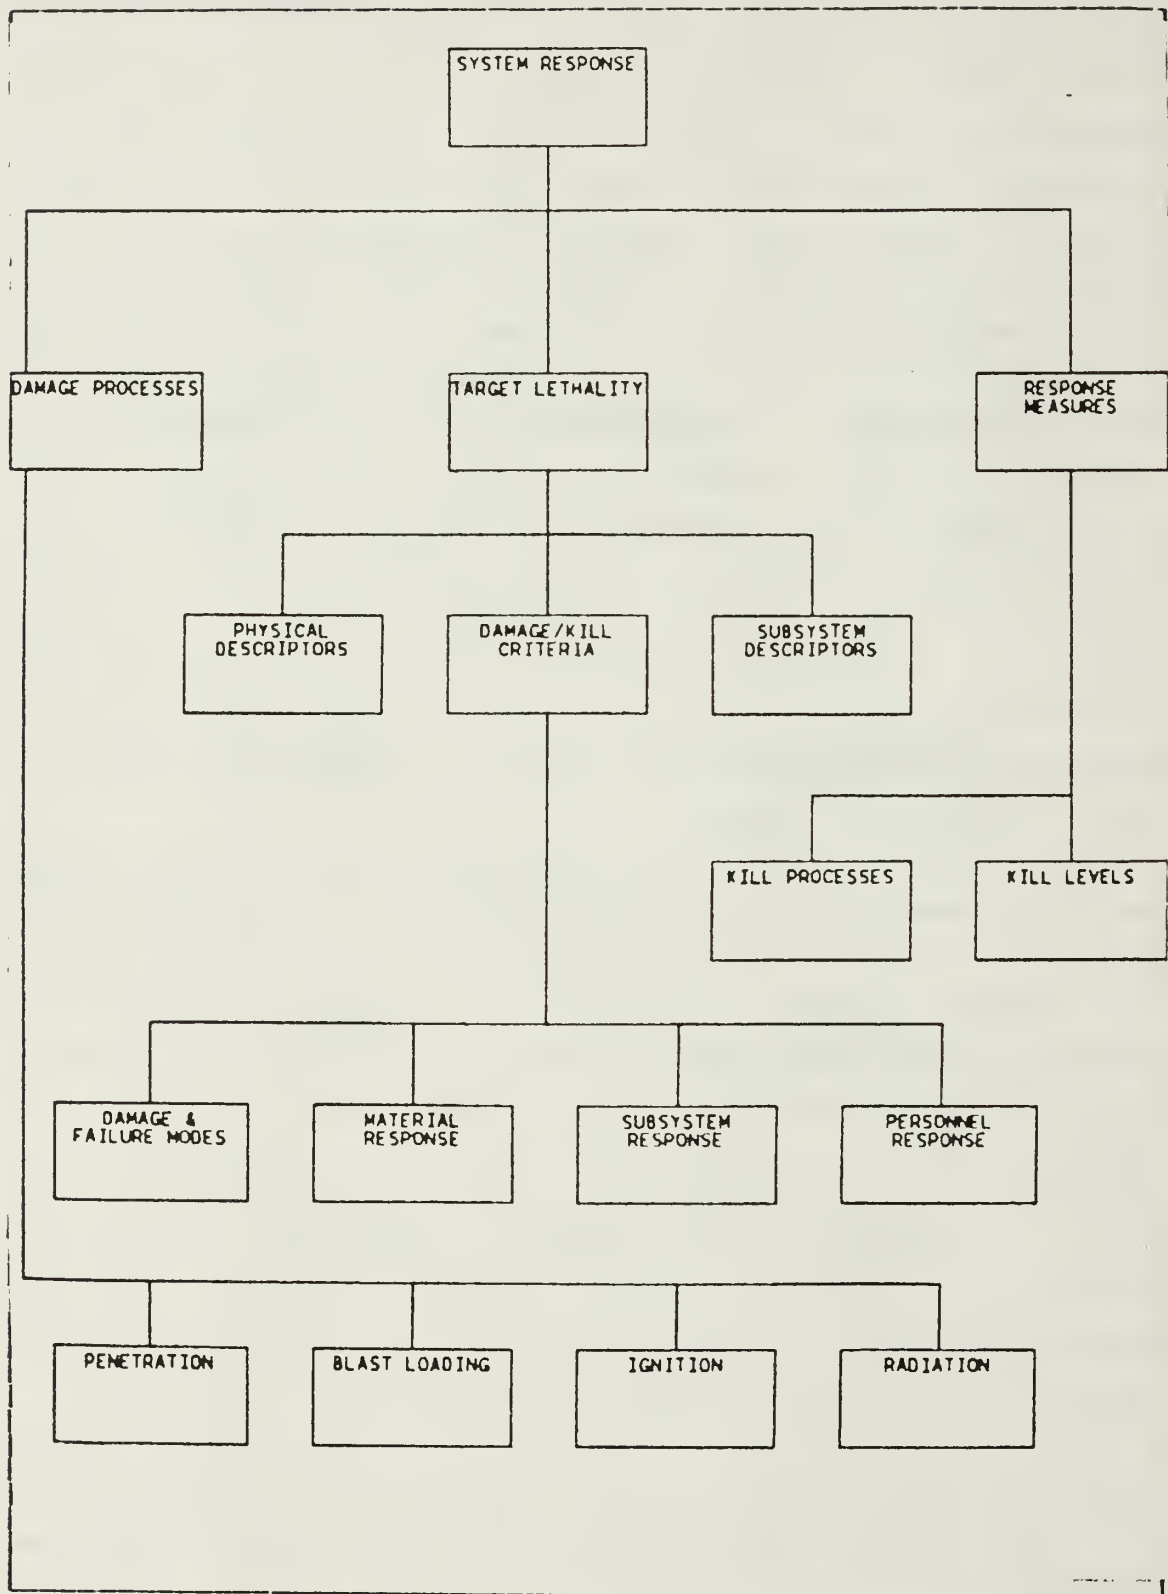 SYSTEM RESPONSE
DAMAGE PROCESSES
TARGET LETHALITY
RESPONSE
MEASURES
PHYSICAL
DESCRIPTORS
DAMAGE/KILL
CRITERIA
SUBSYSTEM
DESCRIPTORS
KILL PROCESSES
KILL LEVELS
DAMAGE &
FAILURE MODES
MATERIAL
RESPONSE
SUBSYSTEM
RESPONSE
PERSONNEL
RESPONSE
PENETRATION
BLAST LOADING
IGNITION
RADIATION